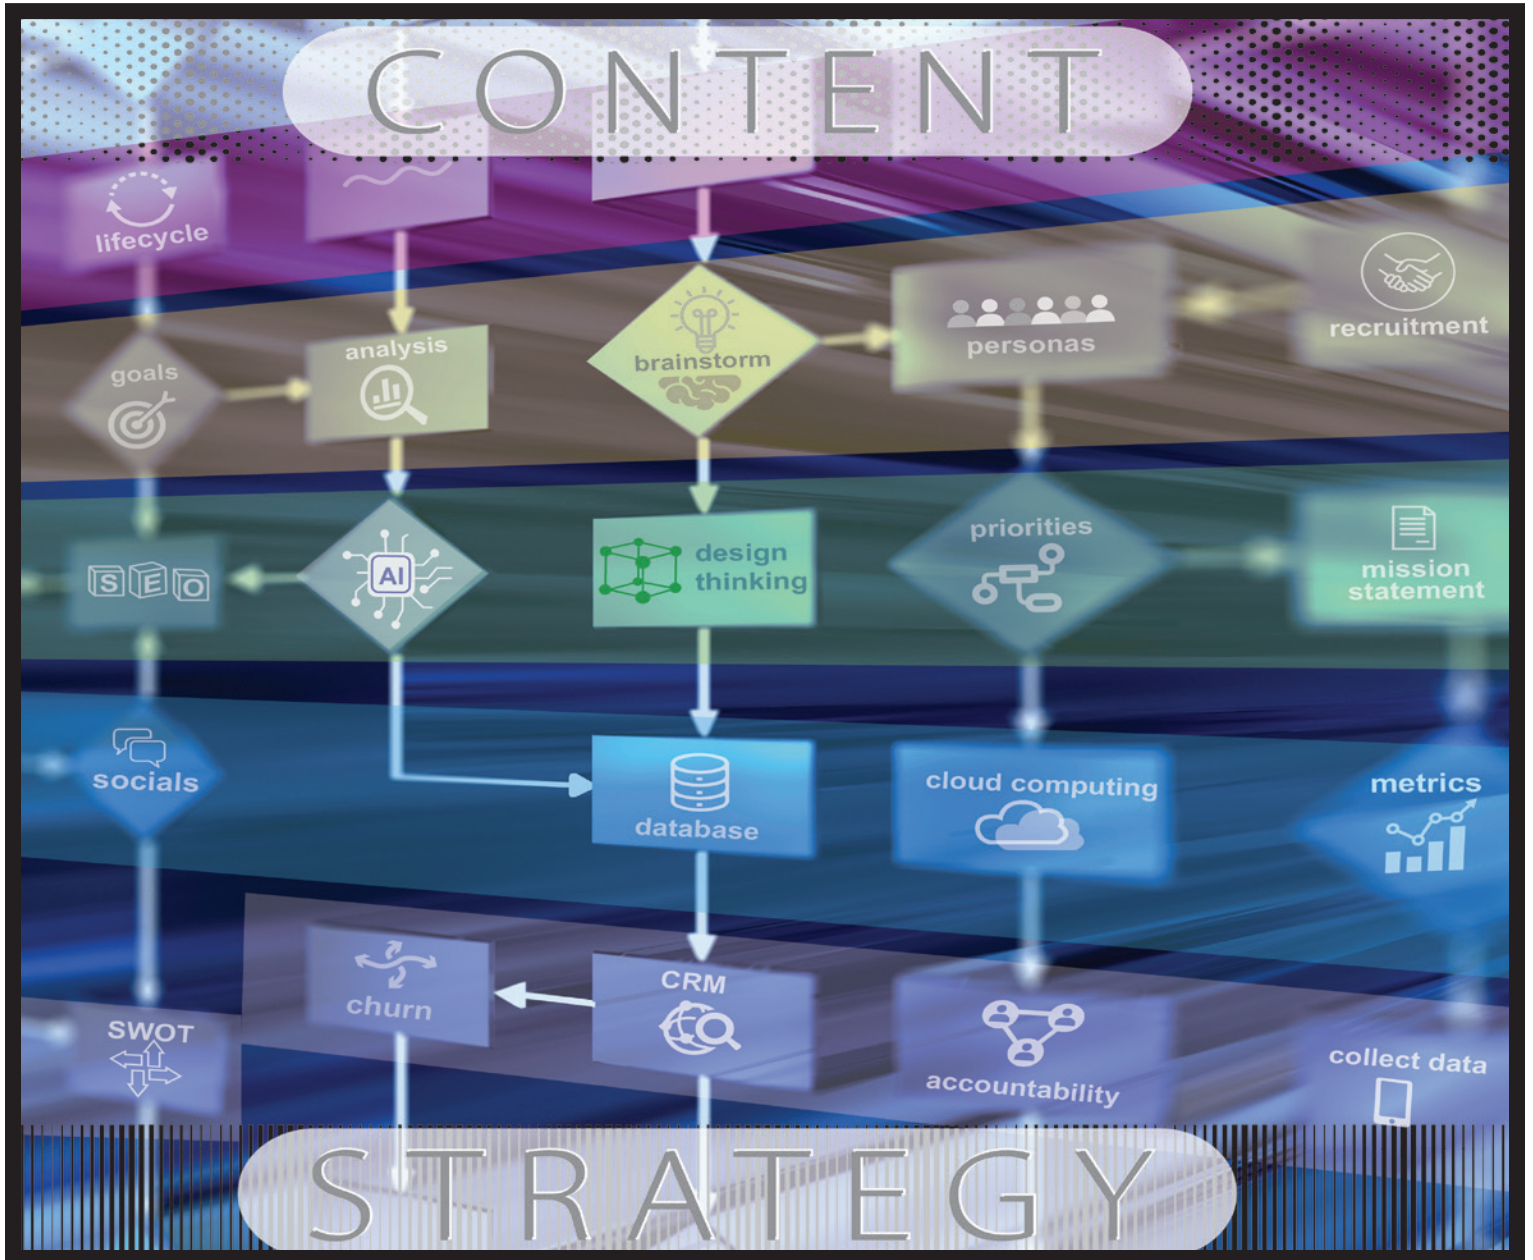 CONTENT
lifecycle
goals
analysis
brainstorm
personas
recruitment
SEO
AI
design
thinking
priorities
mission
statement
socials
database
cloud computing
metrics
SWOT
churn
CRM
accountability
collect data
STRATEGY